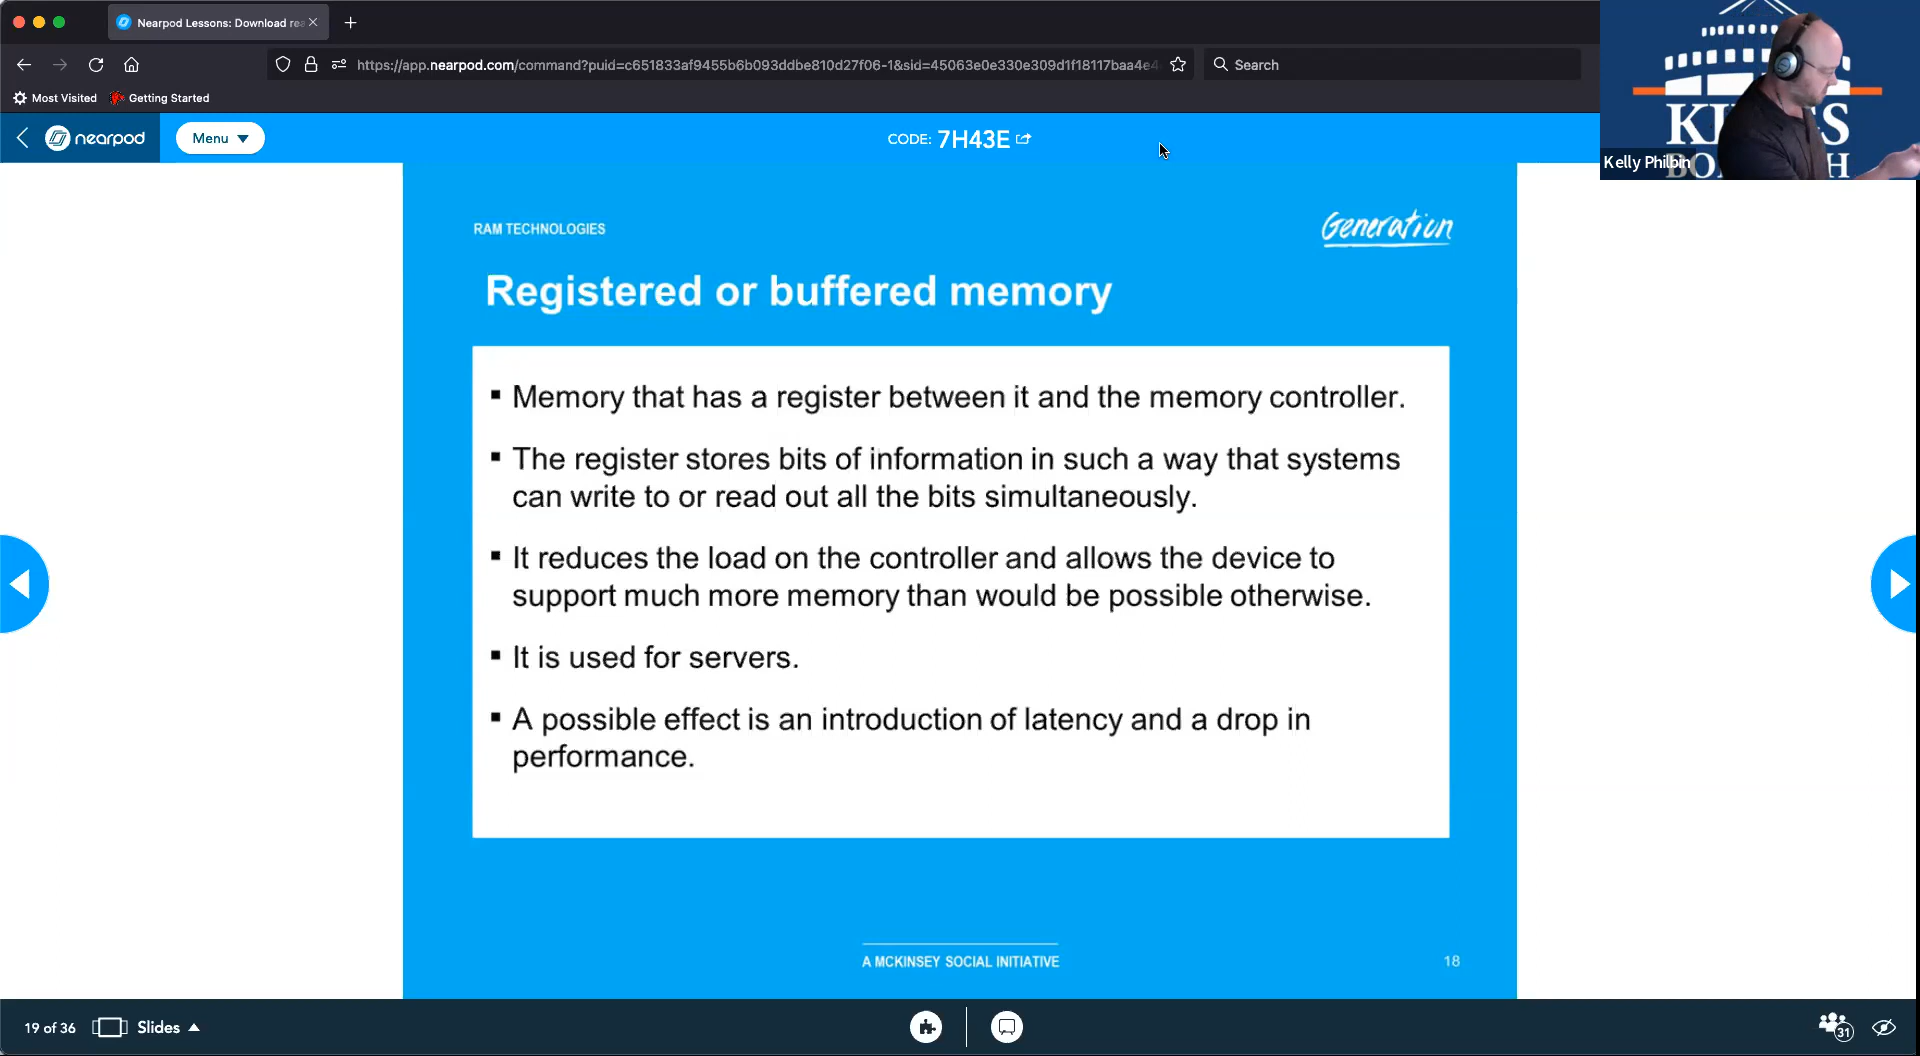 Nearpod Lessons: Download rea
https://app.nearpod.com/command?puid=c651833af9455b6b093ddbe810d27f06-1&sid=45063e0e330e309d1f18117baa4e4
Search
Most Visited
Getting Started
nearpod
Menu
CODE: 7H43E
Kelly Philbin
RAM TECHNOLOGIES
Generation
Registered or buffered memory
▪ Memory that has a register between it and the memory controller.
▪ The register stores bits of information in such a way that systems
can write to or read out all the bits simultaneously.
▪ It reduces the load on the controller and allows the device to
support much more memory than would be possible otherwise.
▪ It is used for servers.
▪ A possible effect is an introduction of latency and a drop in
performance.
A MCKINSEY SOCIAL INITIATIVE
18
19 of 36
Slides
31